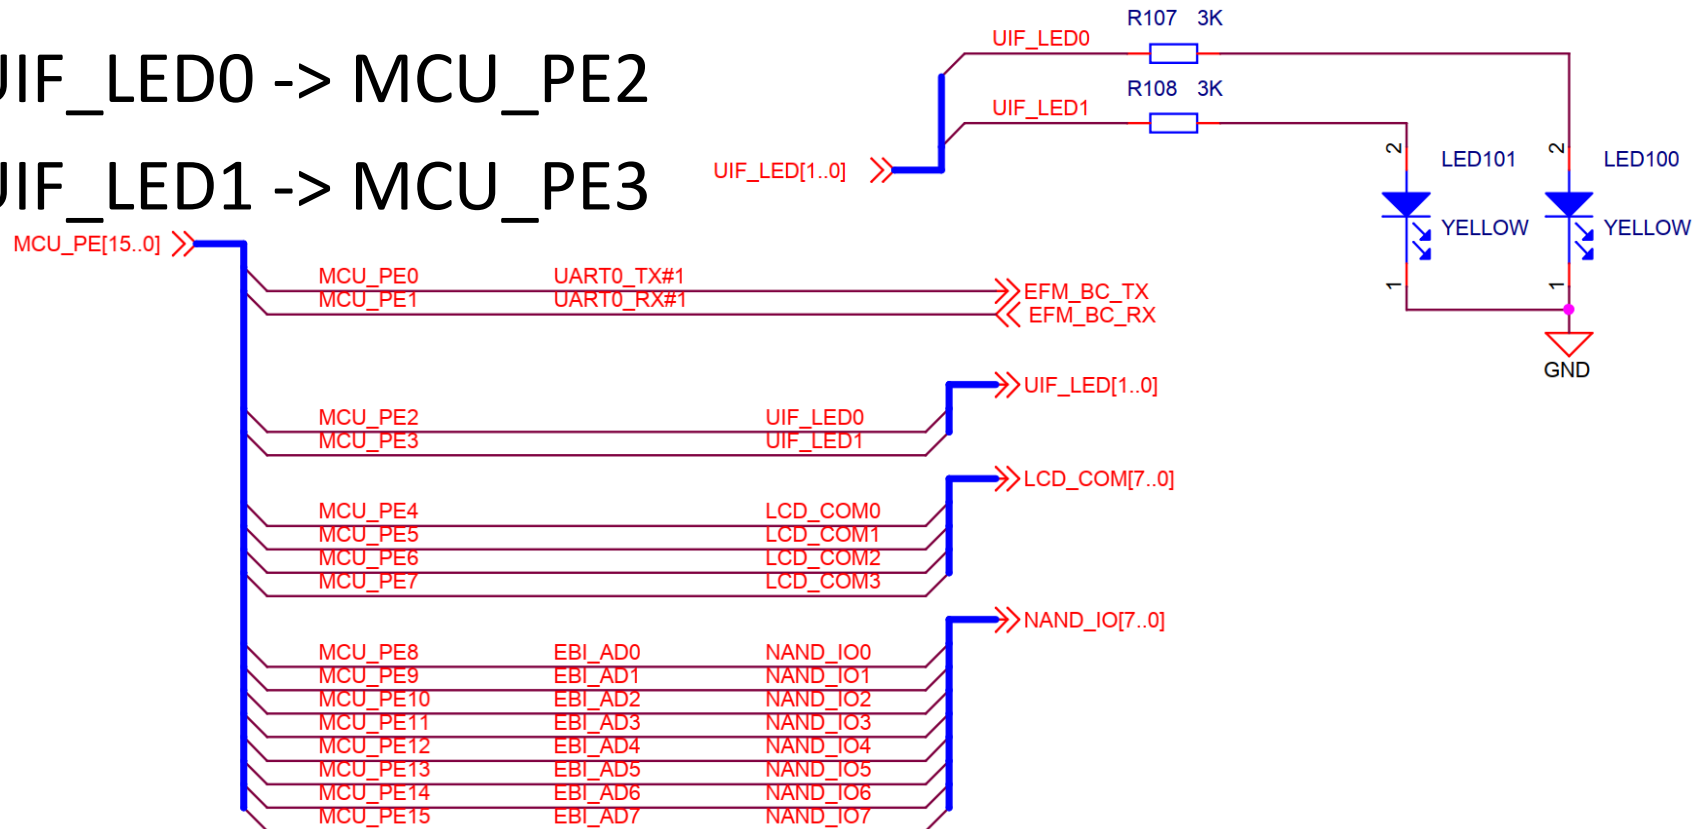 R107 3K
UIF_LED0
UIF_LED0 -> MCU_PE2
R108 3K
UIF_LED1
UIF_LED1 -> MCU_PE3
UIF_LED[1..0]
2 LED101 2 LED100
YELLOW YELLOW
1 1
GND
MCU_PE[15..0]
MCU_PE0 UART0_TX#1 EFM_BC_TX
MCU_PE1 UART0_RX#1 EFM_BC_RX
UIF_LED[1..0]
MCU_PE2 UIF_LED0
MCU_PE3 UIF_LED1
LCD_COM[7..0]
MCU_PE4 LCD_COM0
MCU_PE5 LCD_COM1
MCU_PE6 LCD_COM2
MCU_PE7 LCD_COM3
NAND_IO[7..0]
MCU_PE8 EBI_AD0 NAND_IO0
MCU_PE9 EBI_AD1 NAND_IO1
MCU_PE10 EBI_AD2 NAND_IO2
MCU_PE11 EBI_AD3 NAND_IO3
MCU_PE12 EBI_AD4 NAND_IO4
MCU_PE13 EBI_AD5 NAND_IO5
MCU_PE14 EBI_AD6 NAND_IO6
MCU_PE15 EBI_AD7 NAND_IO7